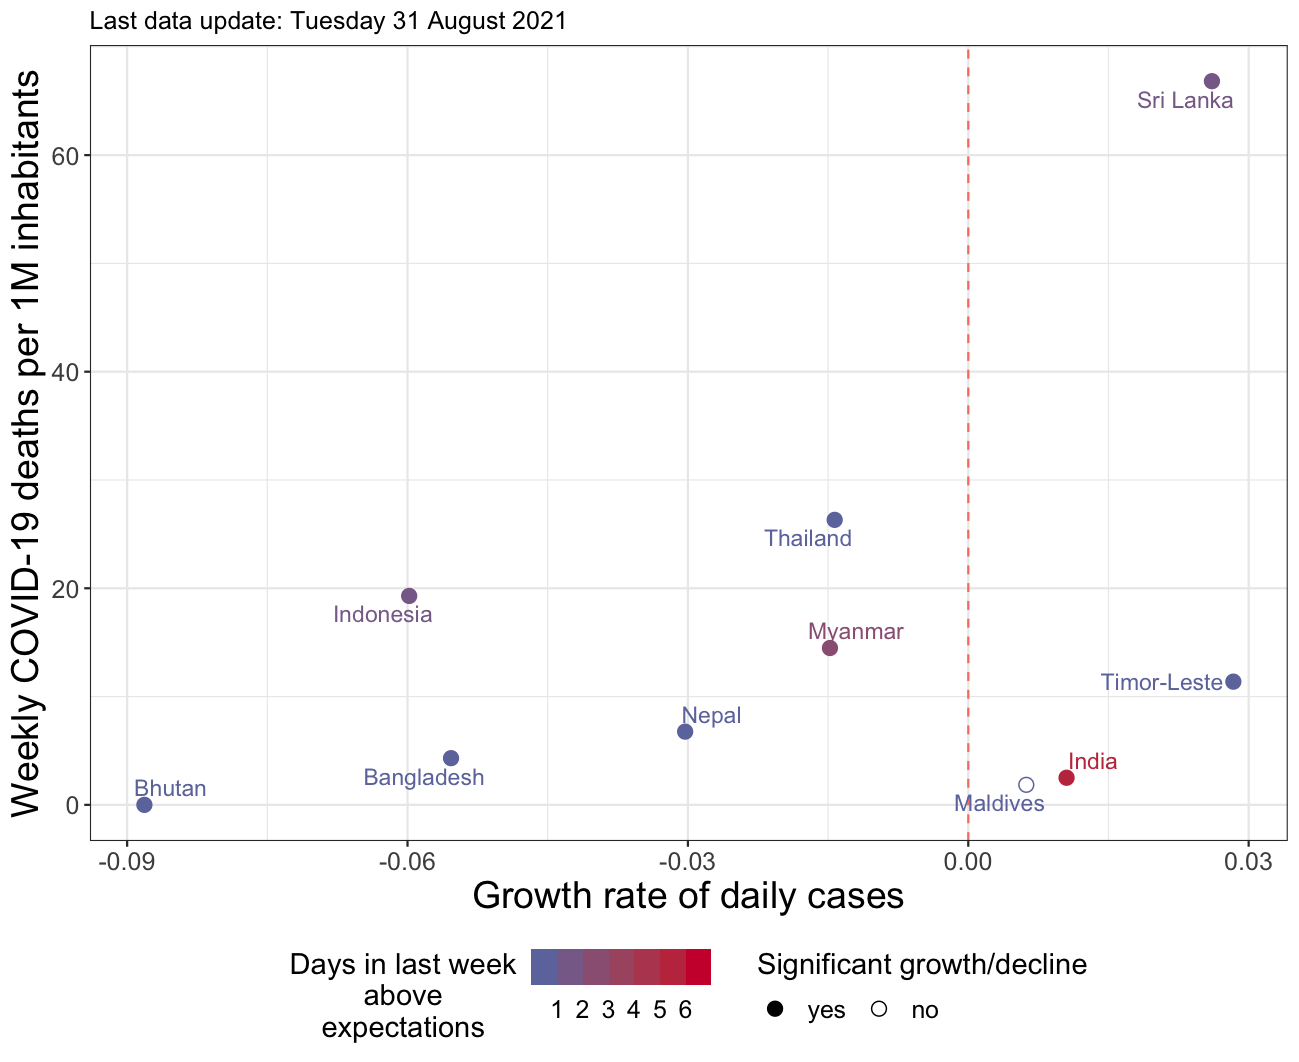 Last data update: Tuesday 31 August 2021
Weekly COVID-19 deaths per 1M inhabitants
60
40
20
0
Sri Lanka
Thailand
Indonesia
Myanmar
Timor-Leste
Nepal
India
Bangladesh
Bhutan
Maldives
-0.09 -0.06 -0.03 0.00 0.03
Growth rate of daily cases
Days in last week
above
expectations
1 2 3 4 5 6
Significant growth/decline
yes no